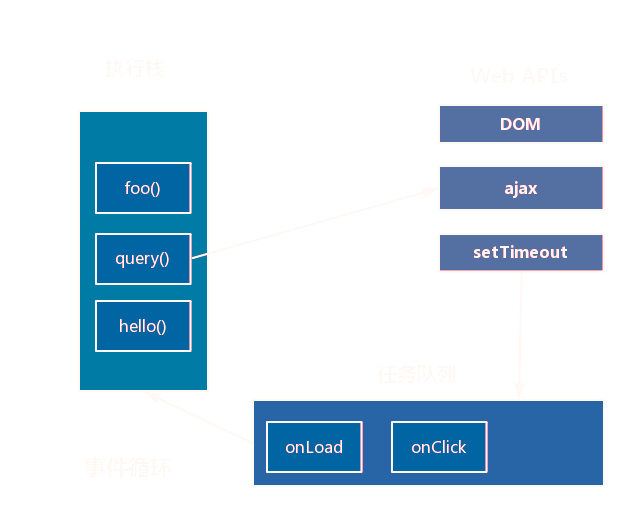 执行栈
Web APIs
DOM
foo()
ajax
query()
setTimeout
hello()
任务队列
onLoad
onClick
事件循环